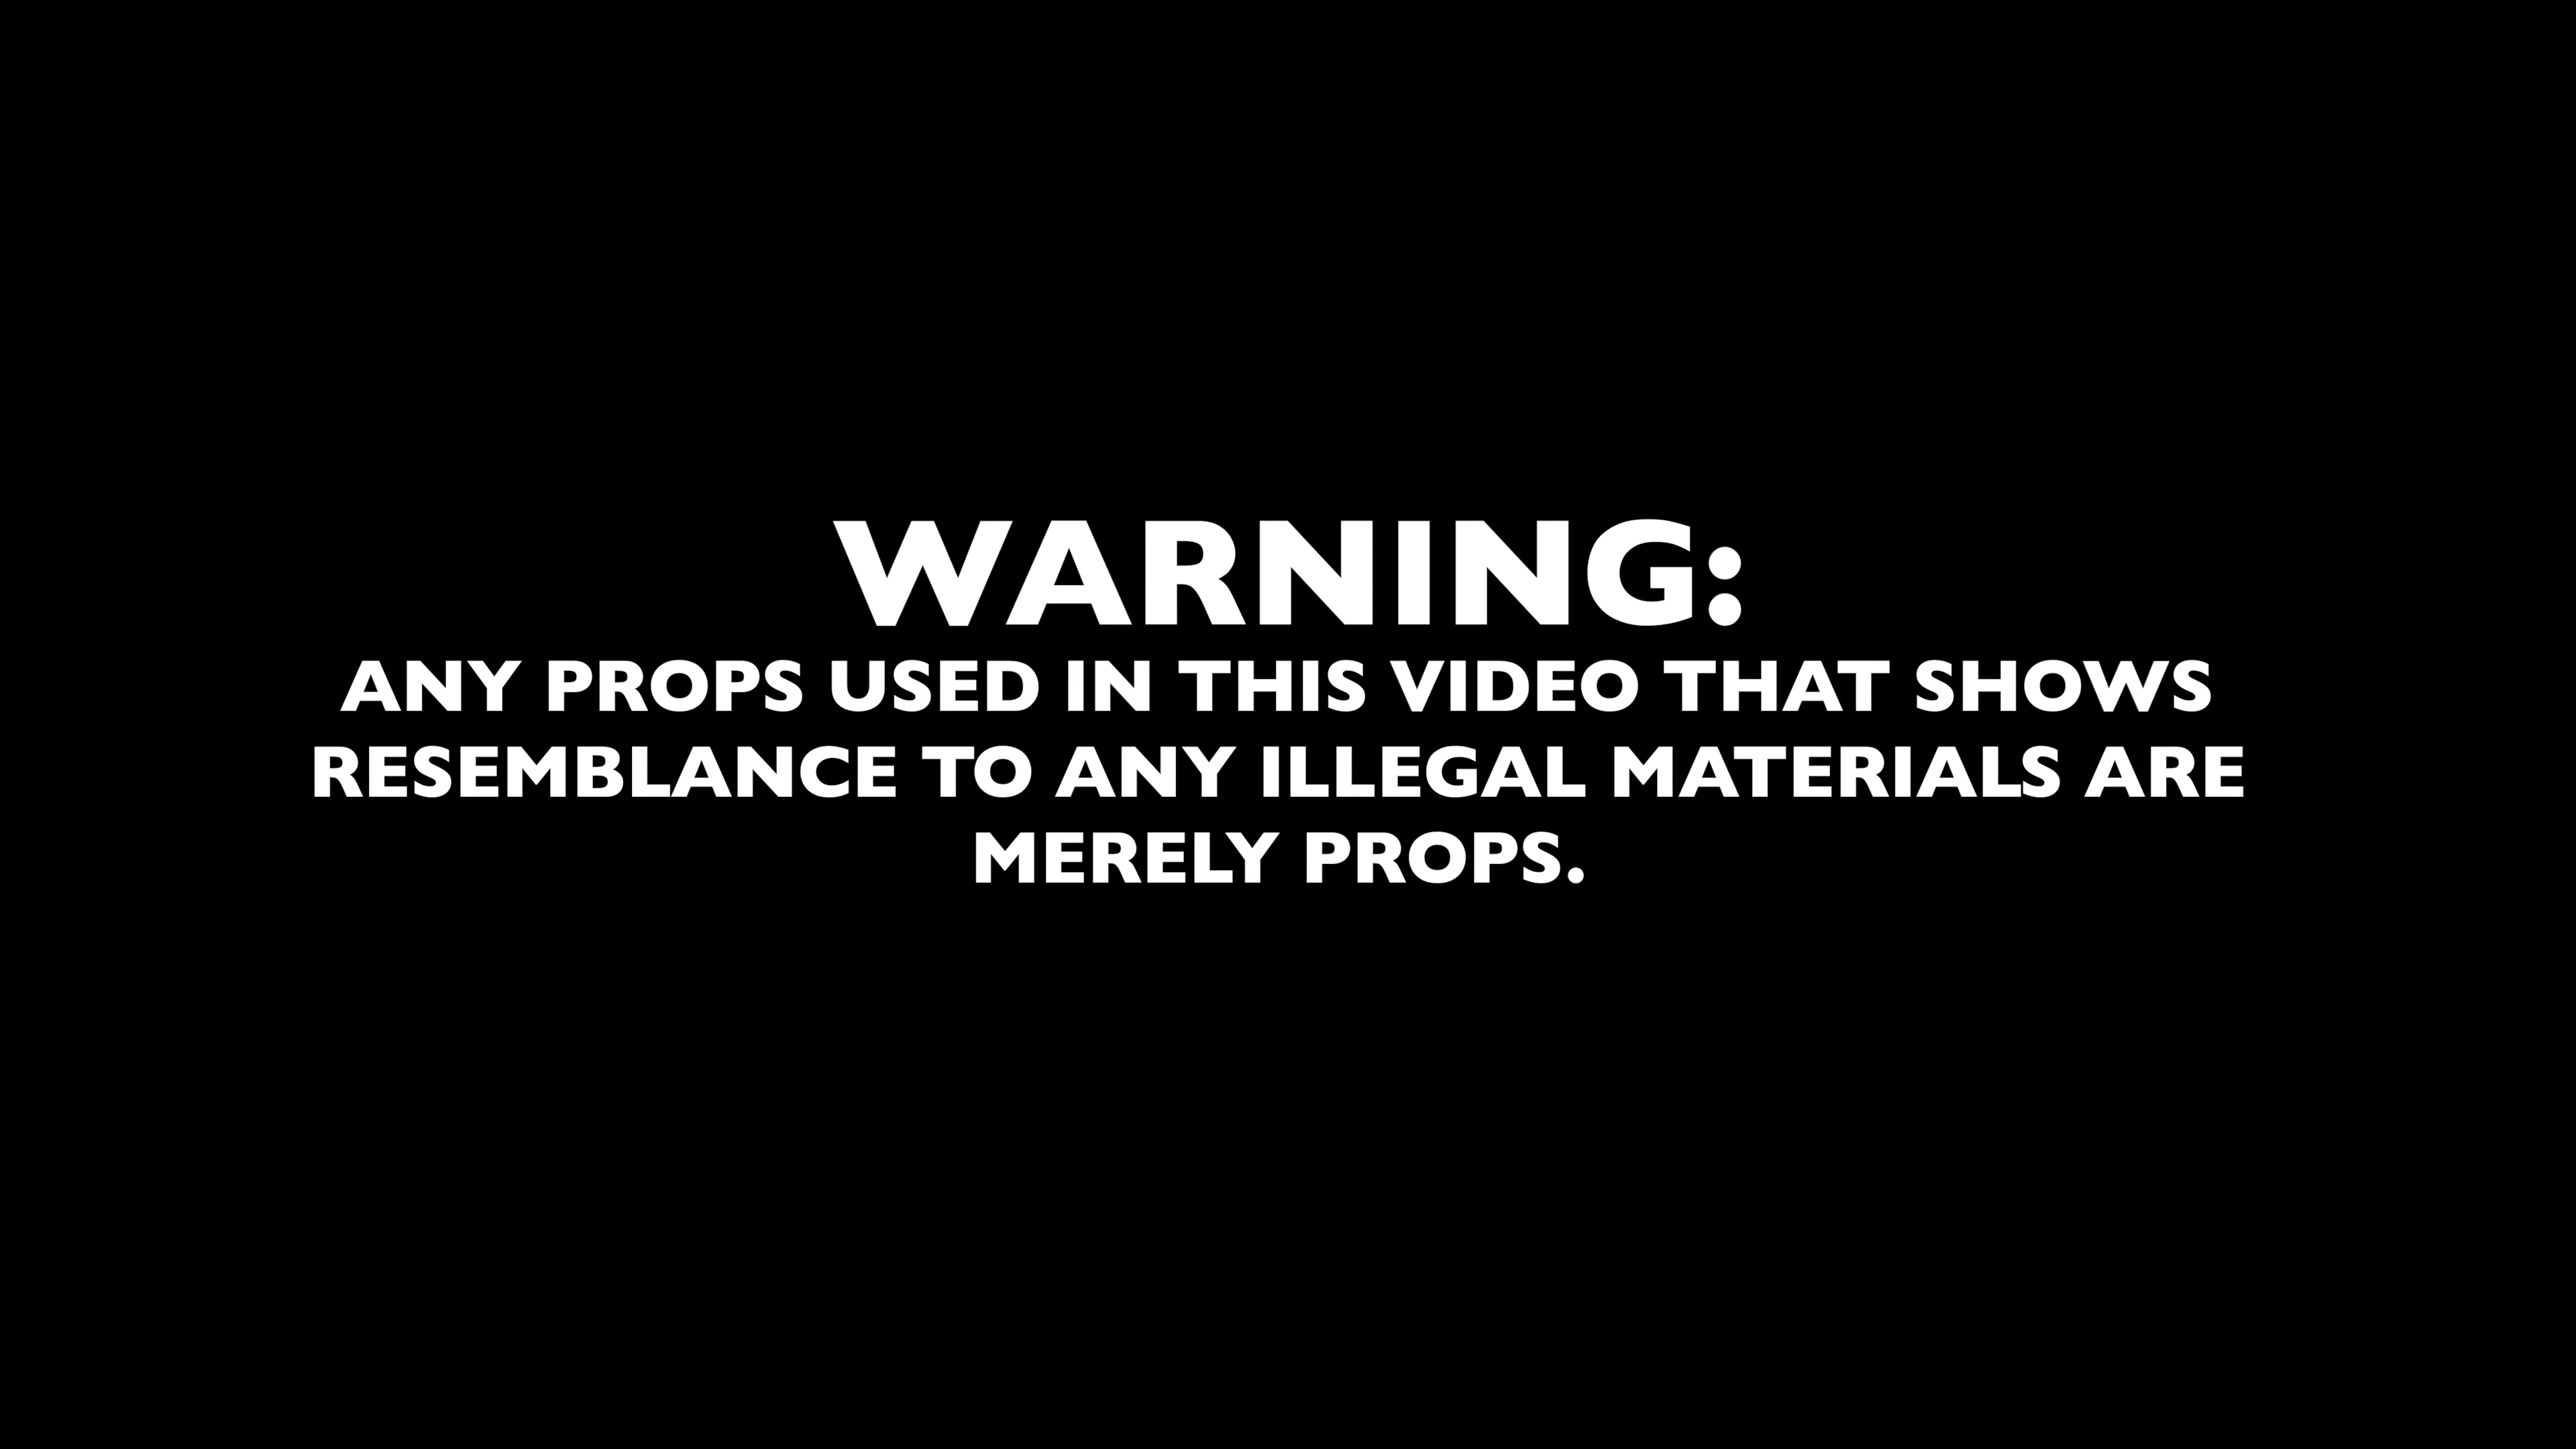 WARNING:
ANY PROPS USED IN THIS VIDEO THAT SHOWS
RESEMBLANCE TO ANY ILLEGAL MATERIALS ARE
MERELY PROPS.